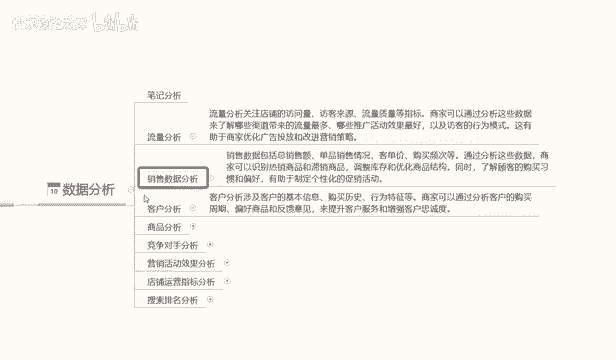 笔记分析
流量分析关注店铺的访问量、访客来源、流量质量等指标。商家可以通过分析这些数据
来了解哪些渠道带来的流量最多、哪些推广活动效果最好，以及访客的行为模式。这有
助于商家优化广告投放和改进营销策略。
流量分析
销售数据包括总销售额、单品销售情况、客单价、购买频次等。通过分析这些数据，商
家可以识别热销商品和滞销商品，调整库存和优化商品结构。同时，了解顾客的购买习
惯和偏好，有助于制定个性化的促销活动。
销售数据分析
10 数据分析
客户分析涉及客户的基本信息、购买历史、行为特征等。商家可以通过分析客户的购买
周期、偏好商品和反馈意见，来提升客户服务和增强客户忠诚度。
客户分析
商品分析
竞争对手分析
营销活动效果分析
店铺运营指标分析
搜索排名分析